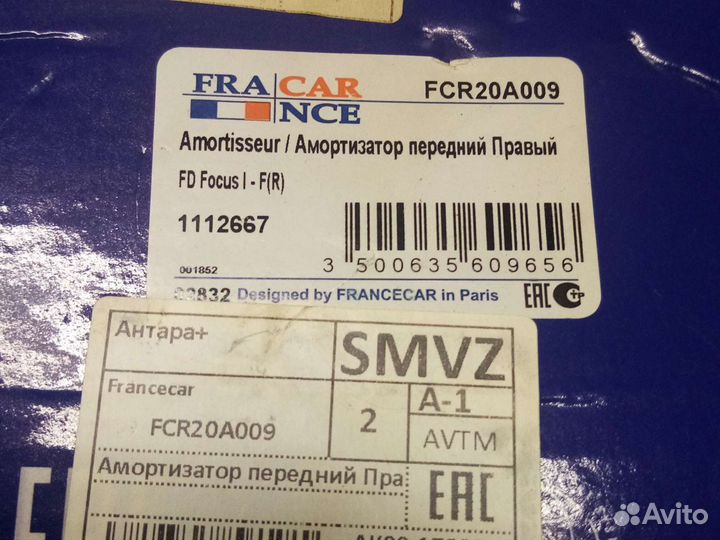 FRA CAR
NCE
FCR20A009
Amortisseur / Амортизатор передний Правый
FD Focus I - F(R)
1112667
001852
3 500635 609656
Designed by FRANCECAR in Paris
EAC
Антара+
SMVZ
Francecar
2
A-1
FCR20A009
AVTM
Амортизатор передний Пра
EAC
Avito